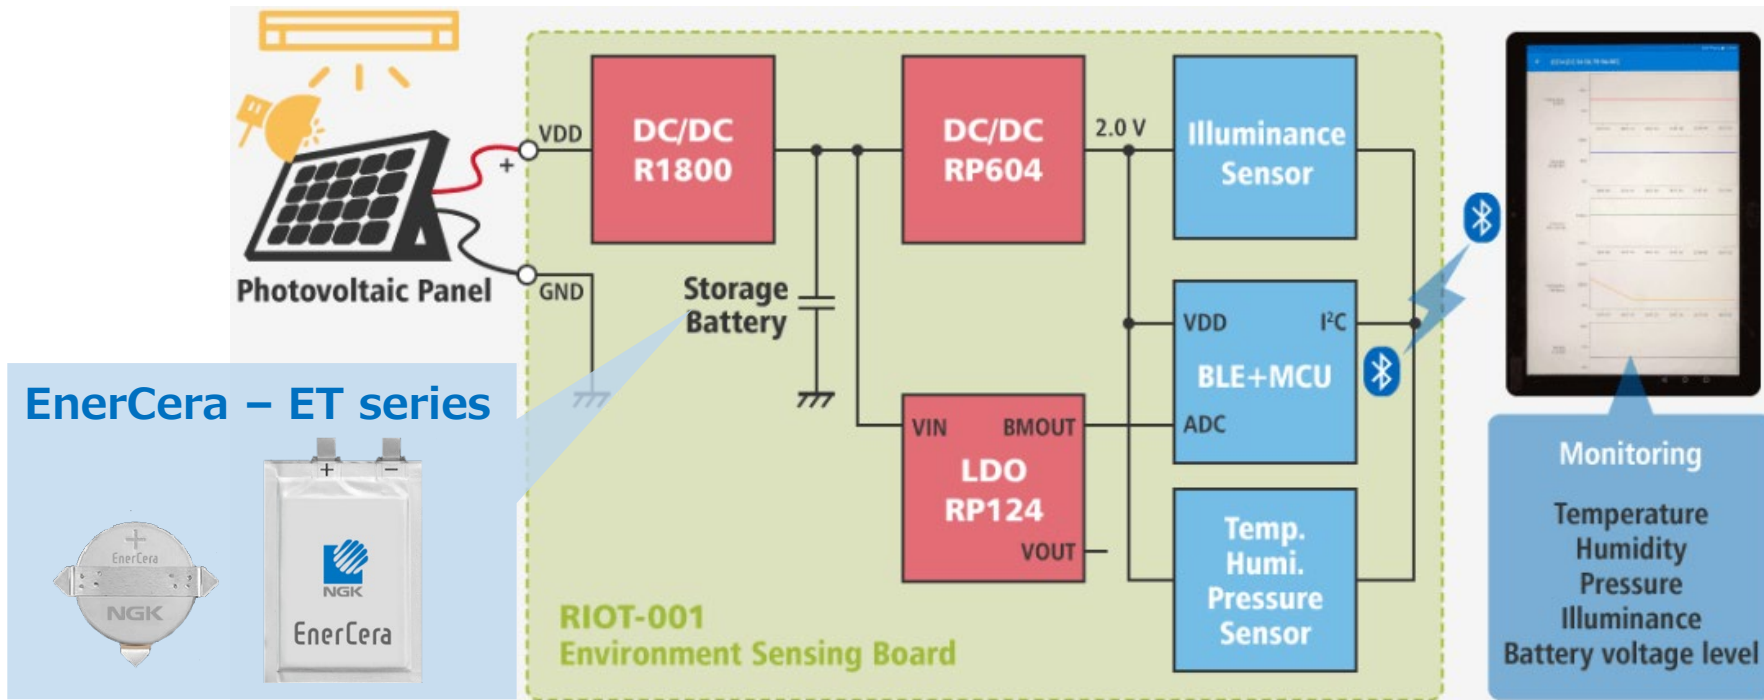 VDD
+
GND
Photovoltaic Panel
DC/DC
R1800
Storage
Battery
DC/DC
RP604
2.0 V
Illuminance
Sensor
VDD
I²C
BLE+MCU
ADC
VIN
BMOUT
LDO
RP124
VOUT
Temp.
Humi.
Pressure
Sensor
RIOT-001
Environment Sensing Board
EnerCera – ET series
+
EnerCera
NGK
+ −
NGK
EnerCera
Monitoring
Temperature
Humidity
Pressure
Illuminance
Battery voltage level